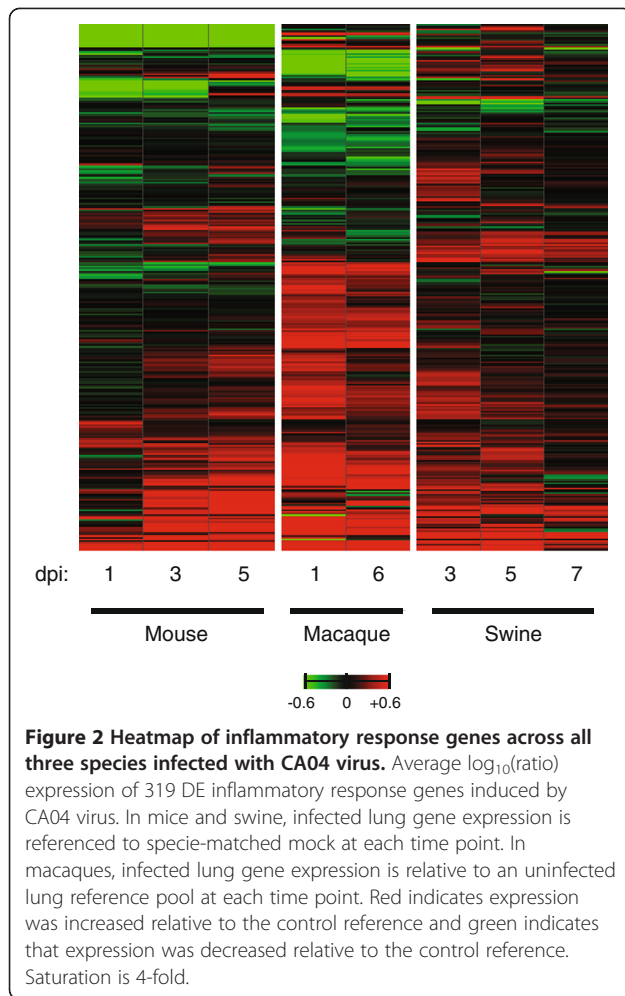 dpi: 1 3 5 1 6 3 5 7
Mouse Macaque Swine
-0.6 0 +0.6
Figure 2 Heatmap of inflammatory response genes across all
three species infected with CA04 virus. Average log10(ratio)
expression of 319 DE inflammatory response genes induced by
CA04 virus. In mice and swine, infected lung gene expression is
referenced to specie-matched mock at each time point. In
macaques, infected lung gene expression is relative to an uninfected
lung reference pool at each time point. Red indicates expression
was increased relative to the control reference and green indicates
that expression was decreased relative to the control reference.
Saturation is 4-fold.